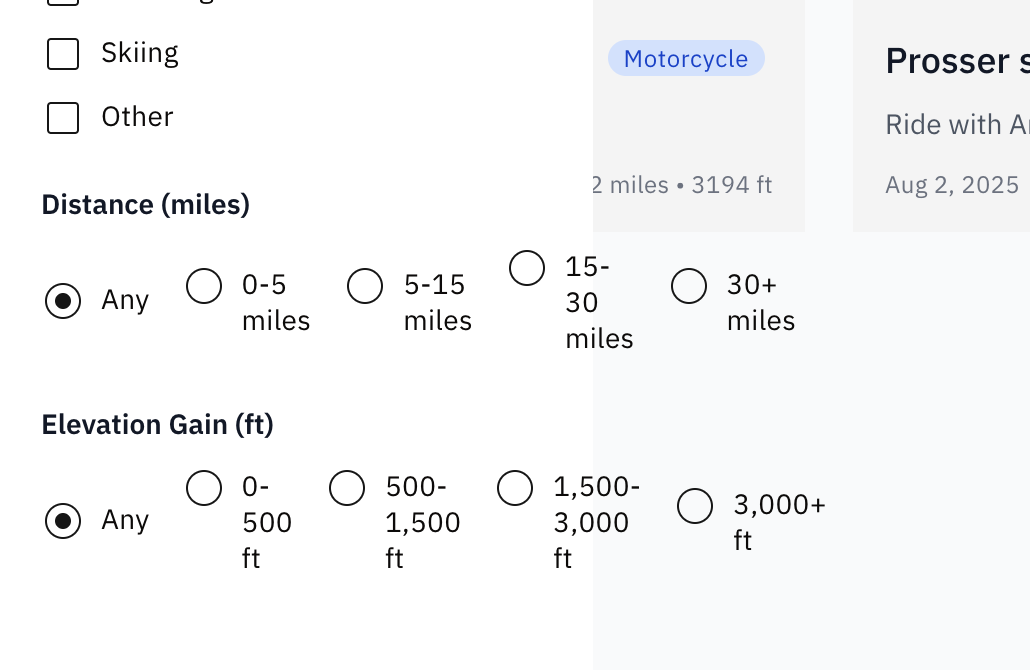 Skiing
Other
Motorcycle
2 miles • 3194 ft
Prosser s
Ride with A
Aug 2, 2025
Distance (miles)
Any
0-5
miles
5-15
miles
15-
30
miles
30+
miles
Elevation Gain (ft)
Any
0-
500
ft
500-
1,500
ft
1,500-
3,000
ft
3,000+
ft